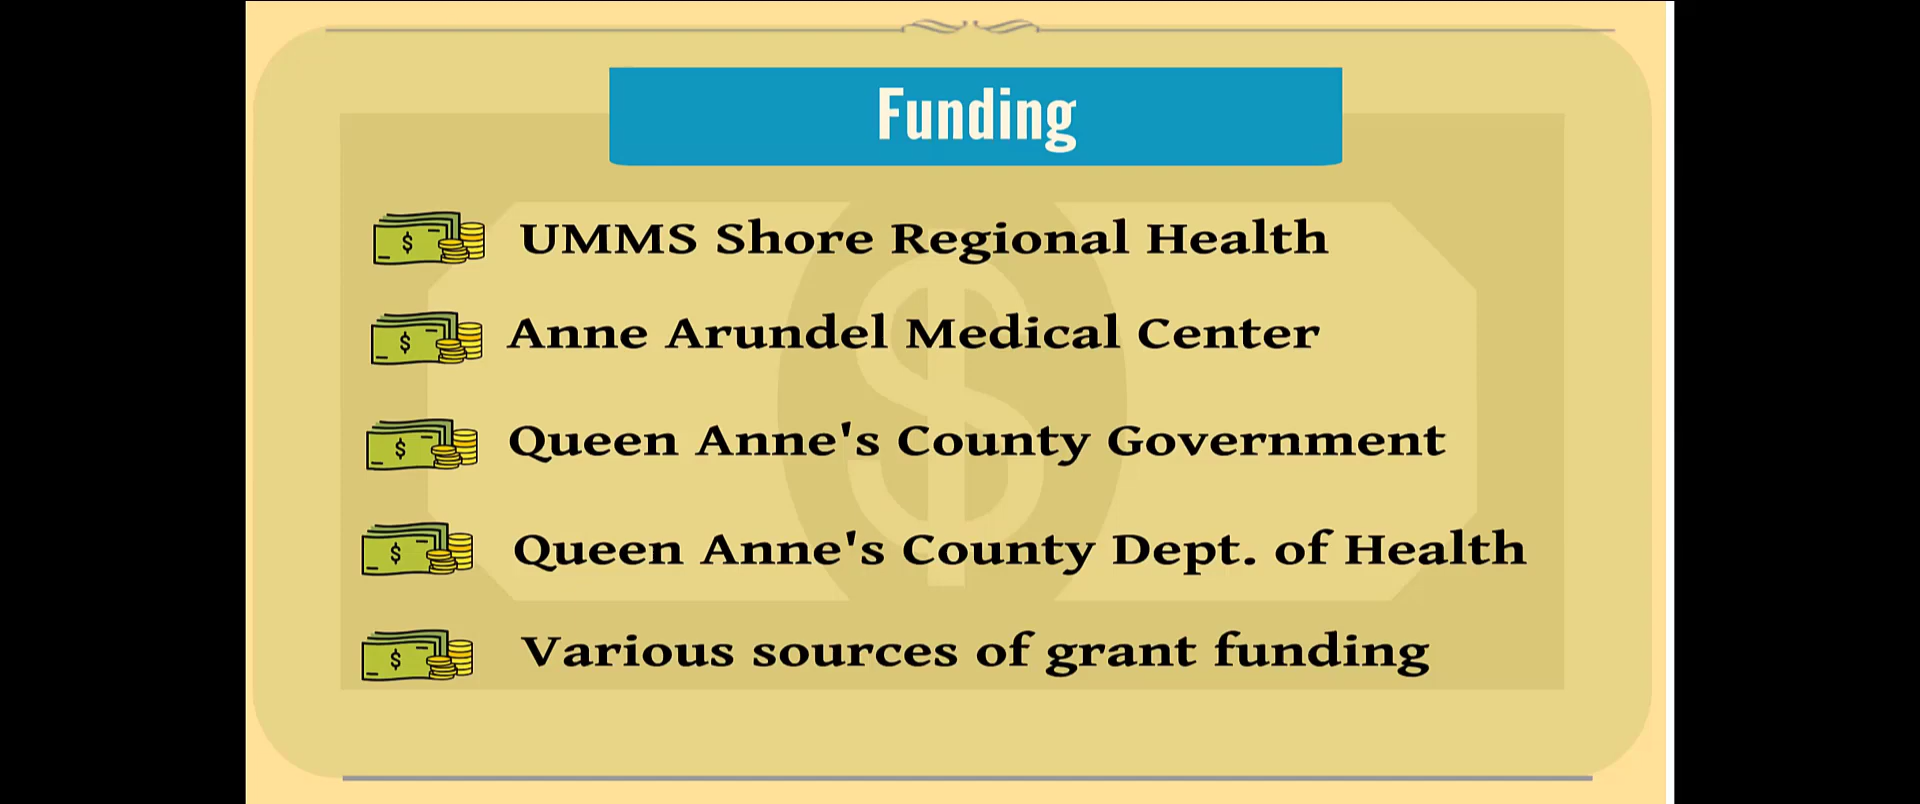 Funding
UMMS Shore Regional Health
Anne Arundel Medical Center
Queen Anne's County Government
Queen Anne's County Dept. of Health
Various sources of grant funding